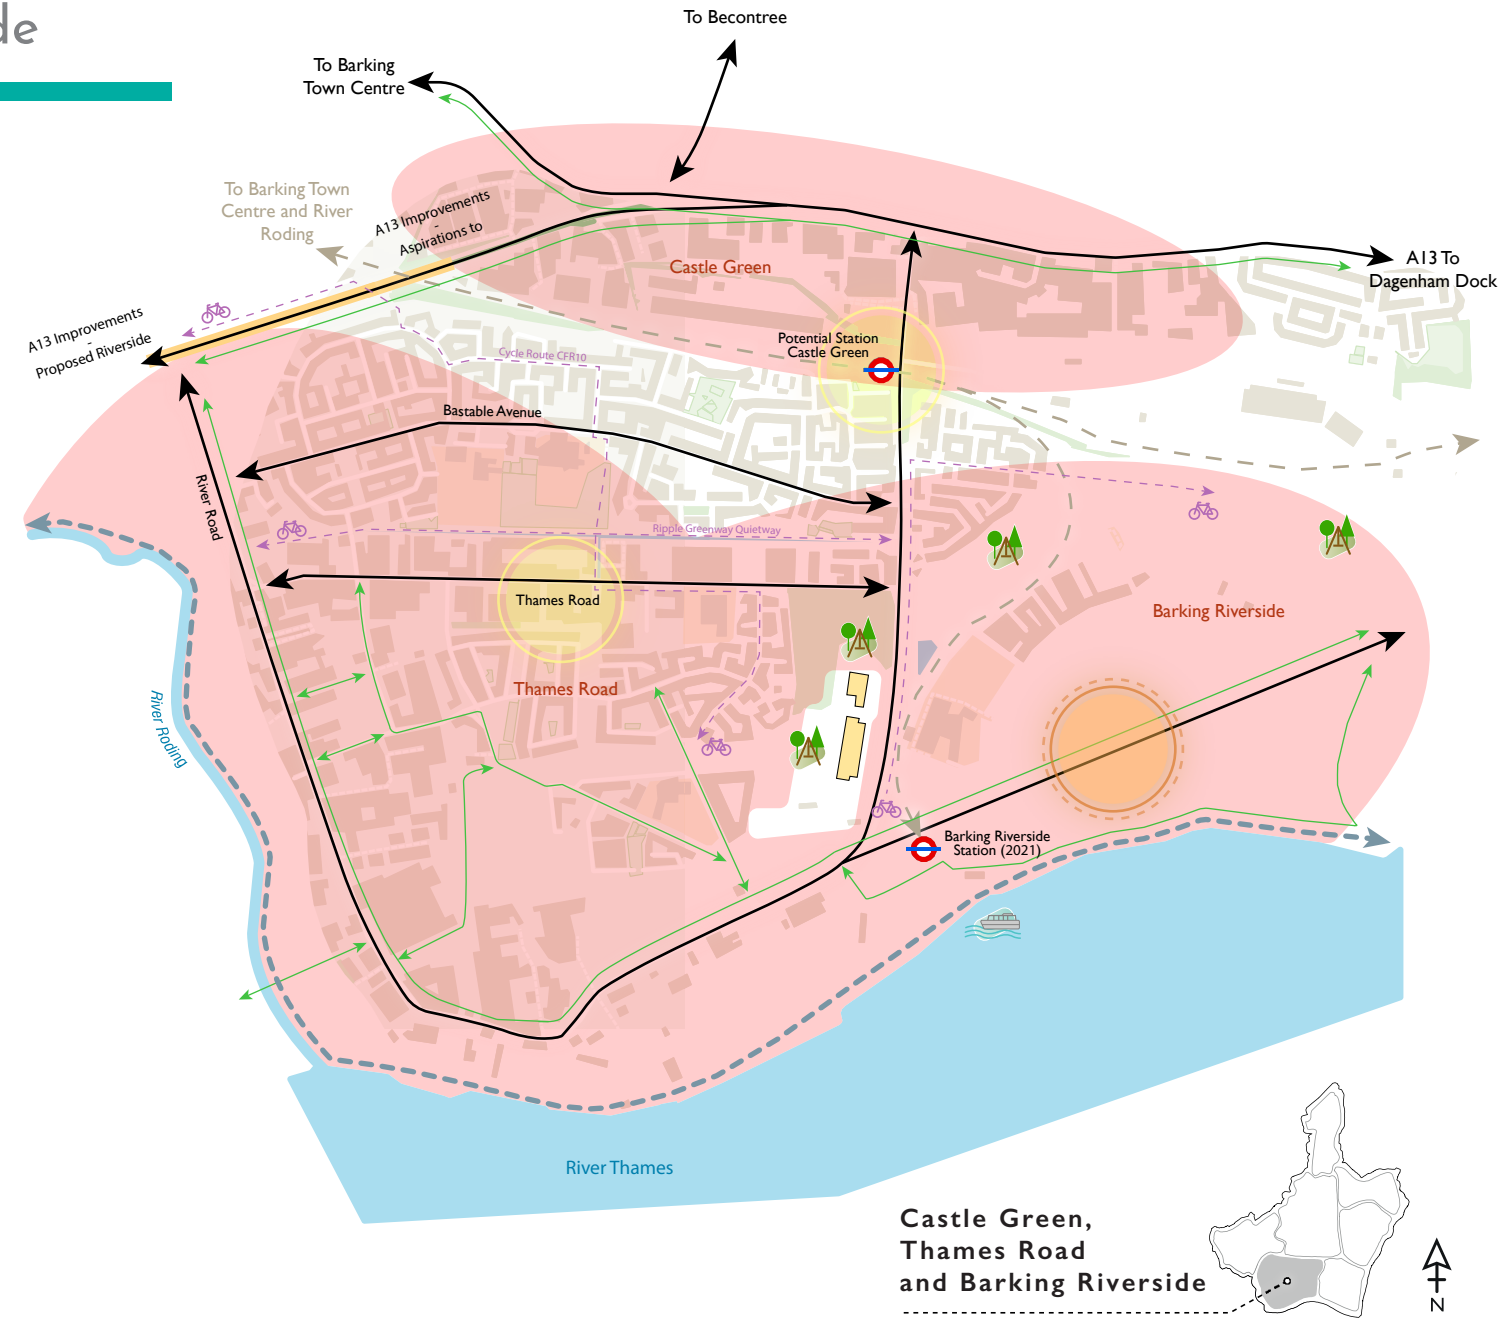 de
To Becontree
To Barking
Town Centre
To Barking Town
Centre and River
Roding
A13 Improvements
-
Aspirations to
Castle Green
A13 To
Dagenham Dock
A13 Improvements
-
Proposed Riverside
Potential Station
Castle Green
Cycle Route CFR10
Bastable Avenue
River Road
Ripple Greenway Quietway
Thames Road
Barking Riverside
Thames Road
River Roding
Barking Riverside
Station (2021)
River Thames
Castle Green,
Thames Road
and Barking Riverside
N